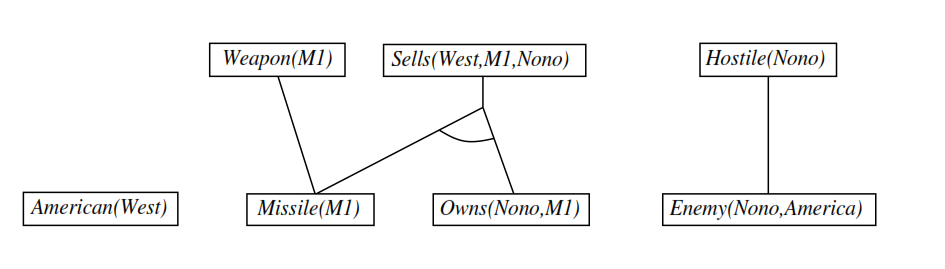 Weapon(M1)
Sells(West,M1,Nono)
Hostile(Nono)
American(West)
Missile(M1)
Owns(Nono,M1)
Enemy(Nono,America)